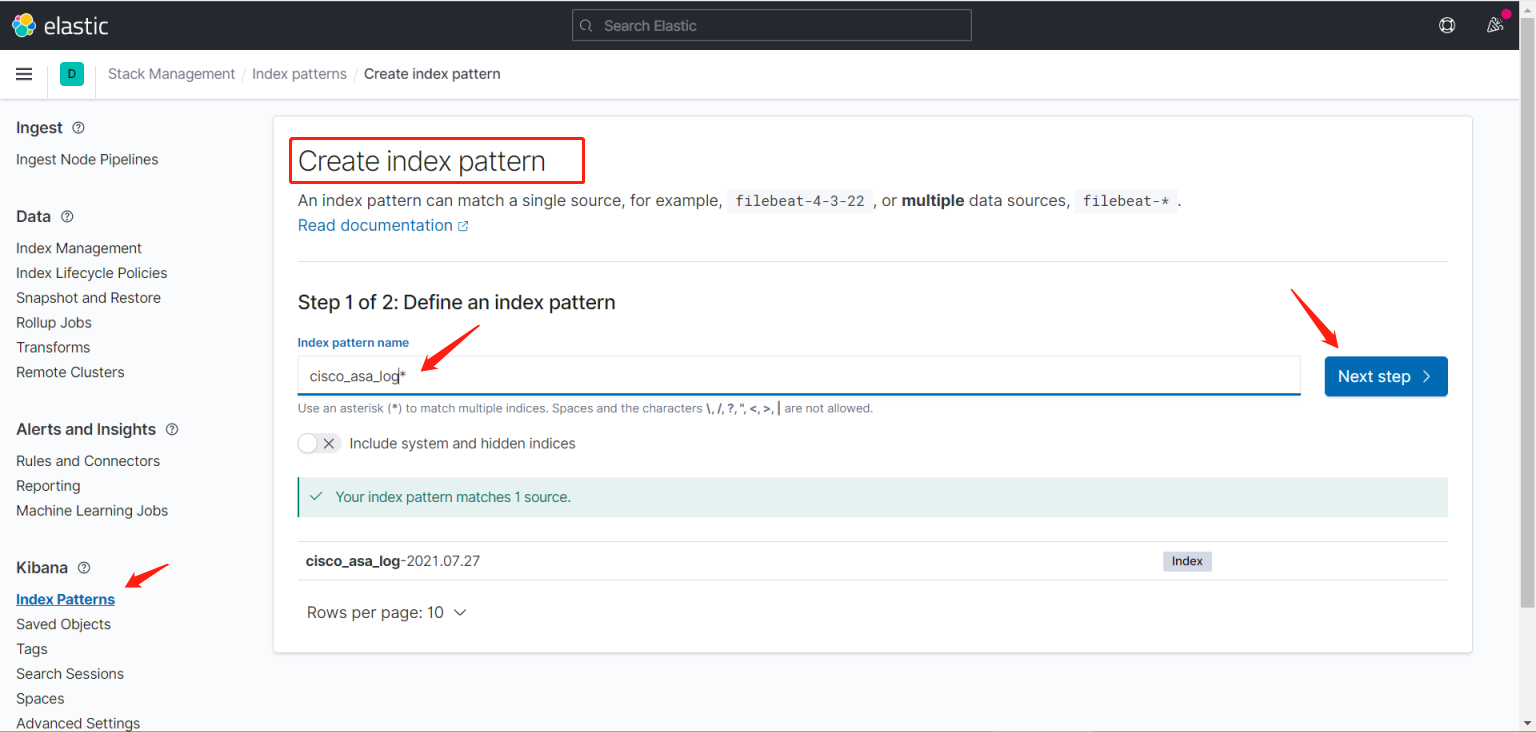 elastic
Search Elastic
D
Stack Management / Index patterns / Create index pattern
Ingest
Ingest Node Pipelines
Data
Index Management
Index Lifecycle Policies
Snapshot and Restore
Rollup Jobs
Transforms
Remote Clusters
Alerts and Insights
Rules and Connectors
Reporting
Machine Learning Jobs
Kibana
Index Patterns
Saved Objects
Tags
Search Sessions
Spaces
Advanced Settings
Create index pattern
An index pattern can match a single source, for example, filebeat-4-3-22 , or multiple data sources, filebeat-* .
Read documentation
Step 1 of 2: Define an index pattern
Index pattern name
cisco_asa_log*
Next step
Use an asterisk (*) to match multiple indices. Spaces and the characters \, /, ?, ", <, >, | are not allowed.
Include system and hidden indices
Your index pattern matches 1 source.
cisco_asa_log-2021.07.27 Index
Rows per page: 10